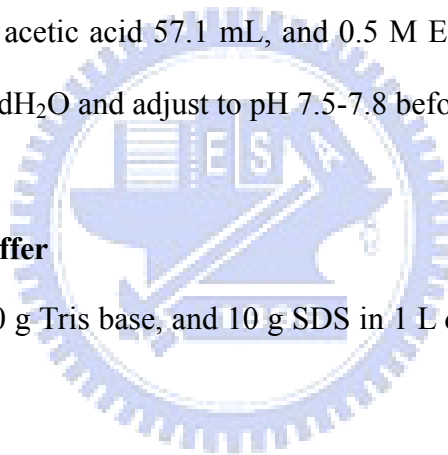 acetic acid 57.1 mL, and 0.5 M E
dH₂O and adjust to pH 7.5-7.8 befo
ffer
0 g Tris base, and 10 g SDS in 1 L